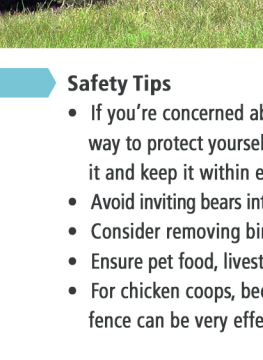 Safety Tips
• If you're concerned ab
way to protect yoursel
it and keep it within e
• Avoid inviting bears int
• Consider removing bir
• Ensure pet food, livest
• For chicken coops, bee
fence can be very effe